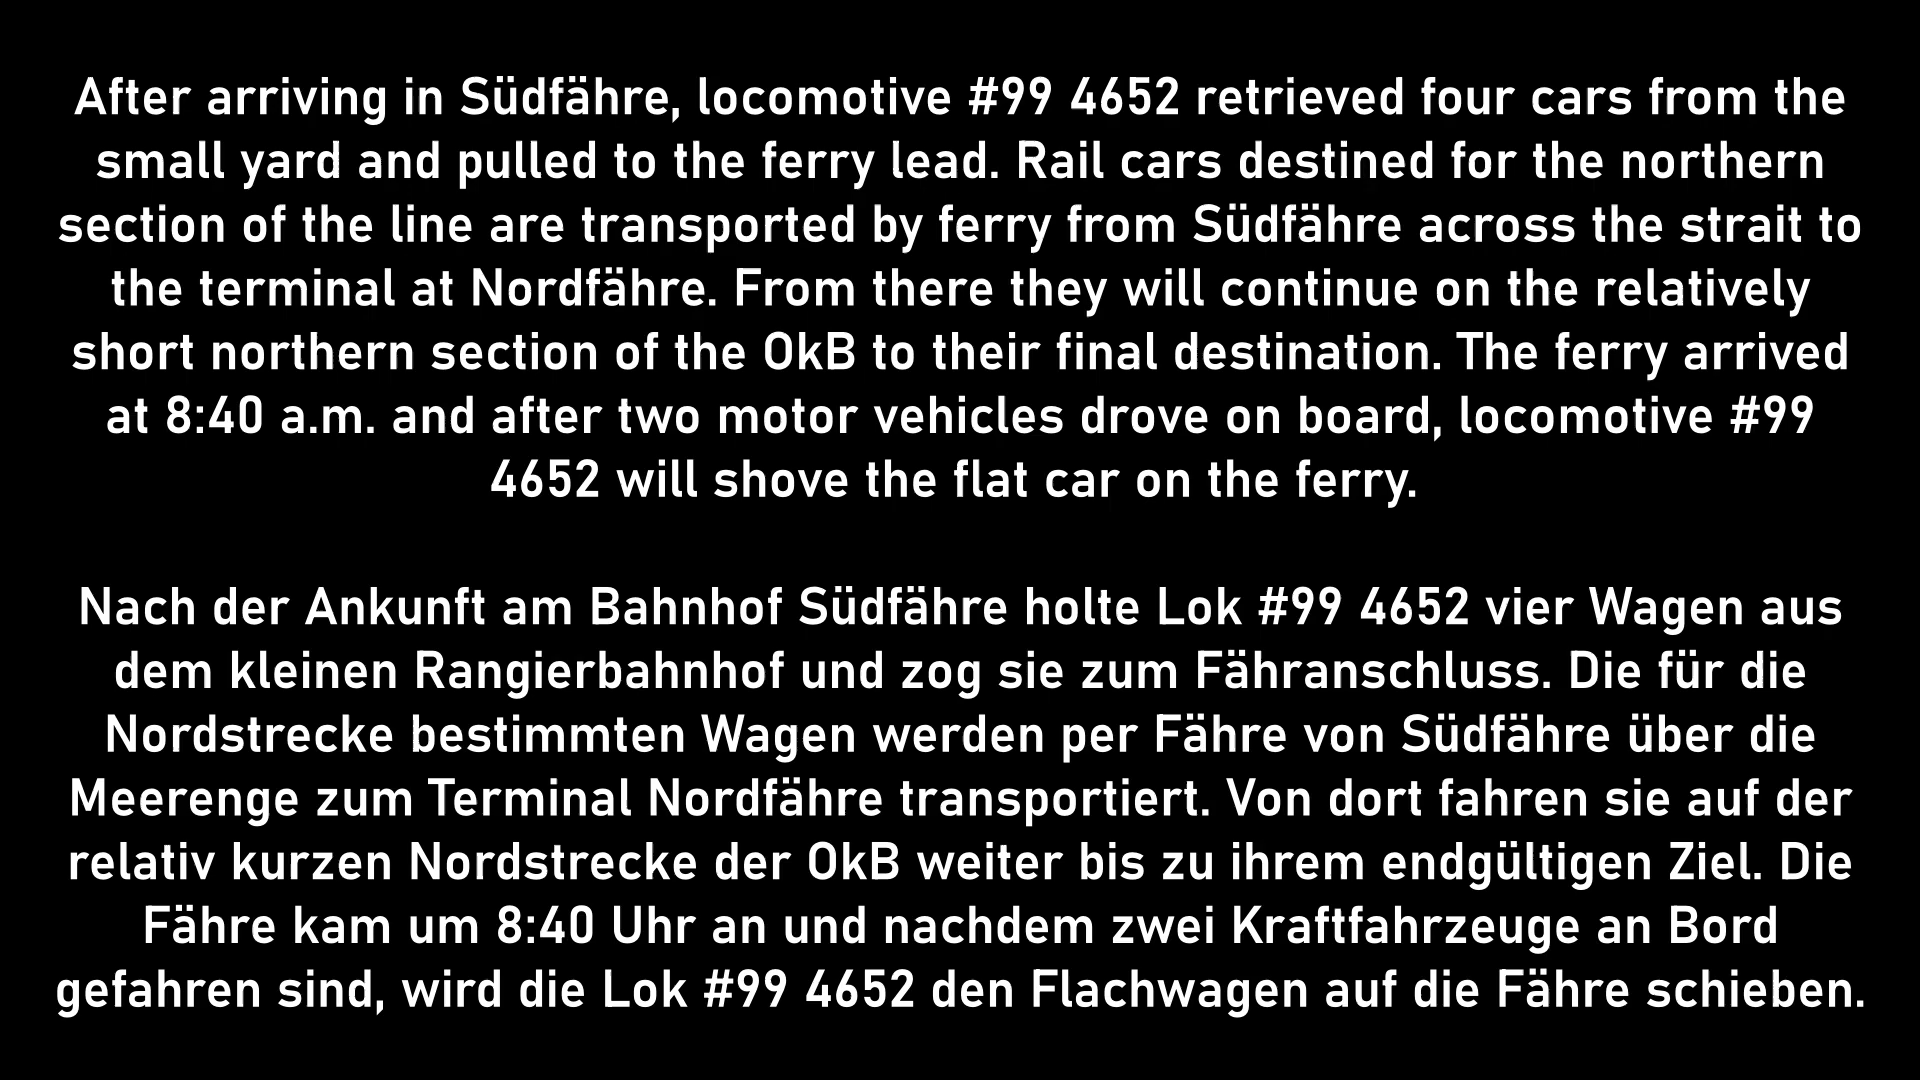 After arriving in Südfähre, locomotive #99 4652 retrieved four cars from the
small yard and pulled to the ferry lead. Rail cars destined for the northern
section of the line are transported by ferry from Südfähre across the strait to
the terminal at Nordfähre. From there they will continue on the relatively
short northern section of the OkB to their final destination. The ferry arrived
at 8:40 a.m. and after two motor vehicles drove on board, locomotive #99
4652 will shove the flat car on the ferry.
Nach der Ankunft am Bahnhof Südfähre holte Lok #99 4652 vier Wagen aus
dem kleinen Rangierbahnhof und zog sie zum Fähranschluss. Die für die
Nordstrecke bestimmten Wagen werden per Fähre von Südfähre über die
Meerenge zum Terminal Nordfähre transportiert. Von dort fahren sie auf der
relativ kurzen Nordstrecke der OkB weiter bis zu ihrem endgültigen Ziel. Die
Fähre kam um 8:40 Uhr an und nachdem zwei Kraftfahrzeuge an Bord
gefahren sind, wird die Lok #99 4652 den Flachwagen auf die Fähre schieben.